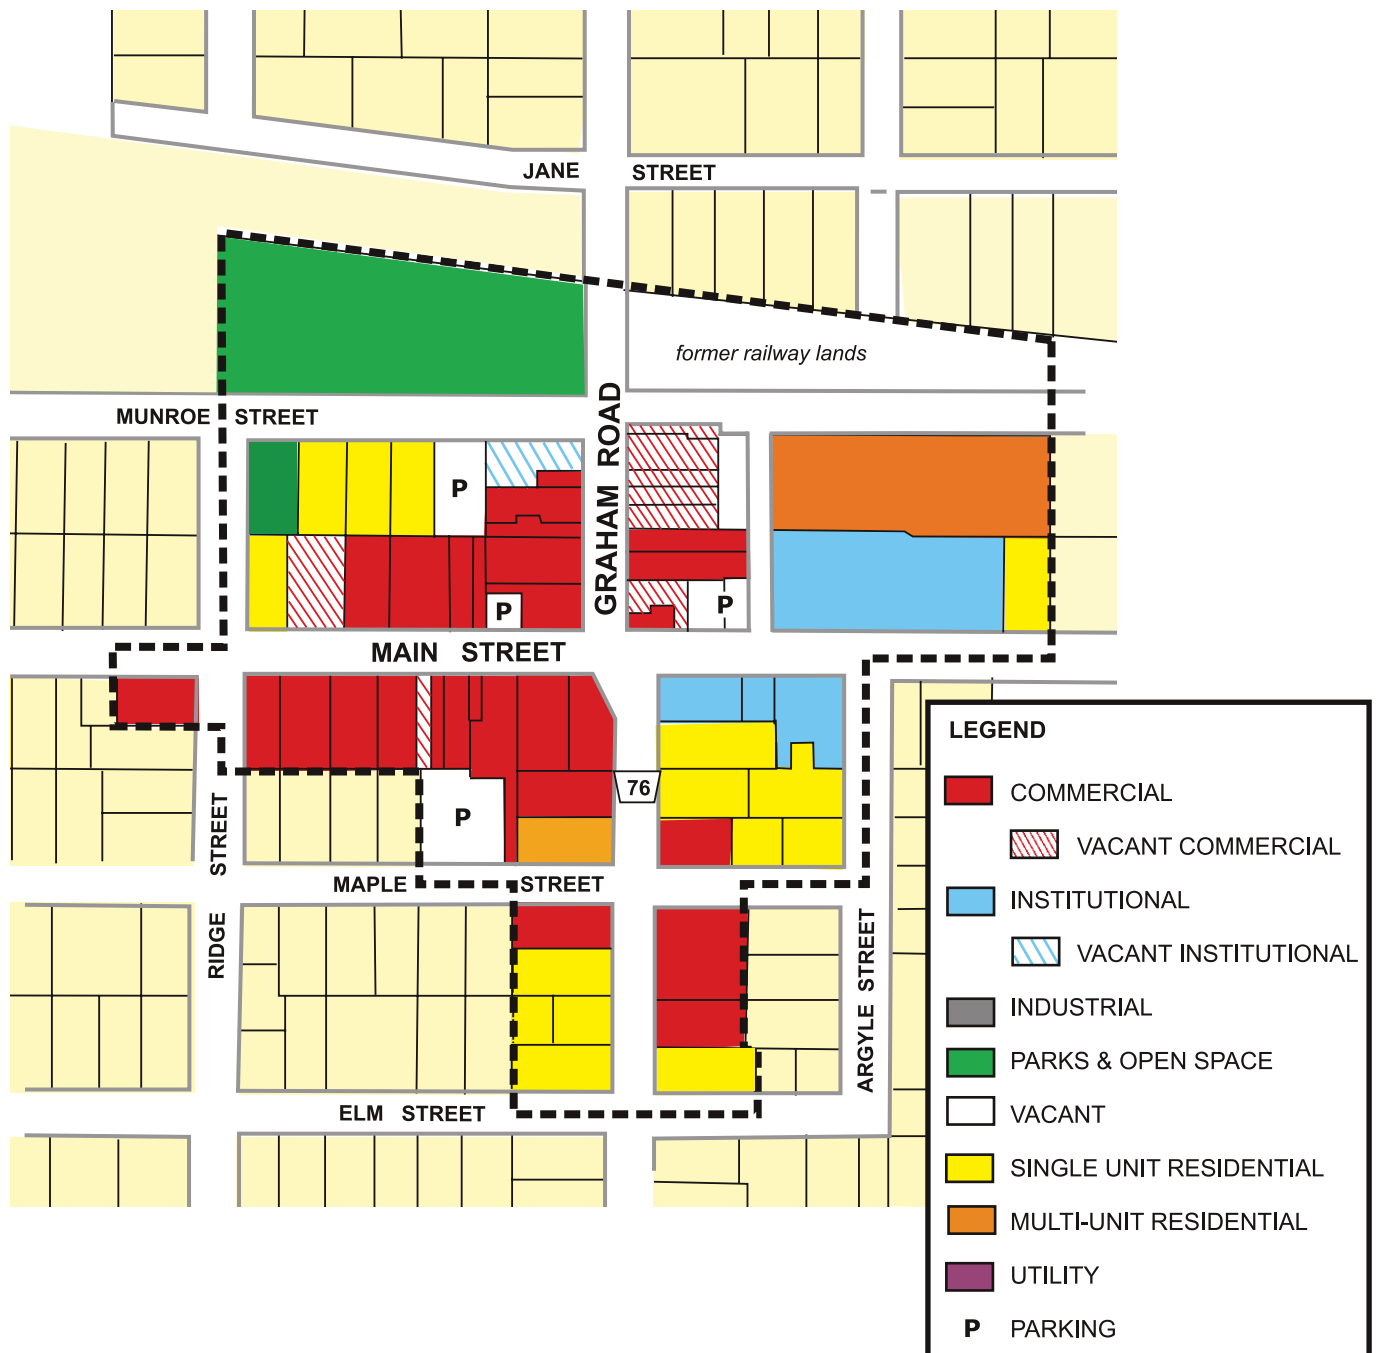 JANE STREET
former railway lands
MUNROE STREET
GRAHAM ROAD
P
P
P
MAIN STREET
76
P
MAPLE STREET
RIDGE STREET
ARGYLE STREET
ELM STREET
LEGEND
COMMERCIAL
VACANT COMMERCIAL
INSTITUTIONAL
VACANT INSTITUTIONAL
INDUSTRIAL
PARKS & OPEN SPACE
VACANT
SINGLE UNIT RESIDENTIAL
MULTI-UNIT RESIDENTIAL
UTILITY
P PARKING